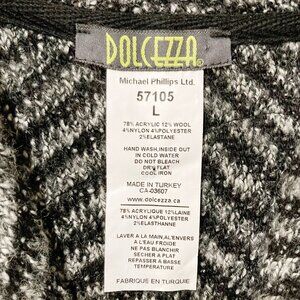 DOLCEZZA®
Michael Phillips Ltd.
57105
L
78% ACRYLIC 12% WOOL
4%NYLON 4%POLYESTER
2%ELASTANE
HAND WASH.INSIDE OUT
IN COLD WATER
DO NOT BLEACH
DRY FLAT
COOL IRON
MADE IN TURKEY
CA-03607
www.dolcezza.ca
78% ACRYLIQUE 12%LAINE
4%NYLON 4%POLYESTER
2%ELASTHANNE
LAVER A LA MAIN.AL'ENVERS
A L'EAU FROIDE
NE PAS BLANCHIR
SECHER A PLAT
REPASSER A BASSE
TEMPERATURE
FABRIQUE EN TURQUIE